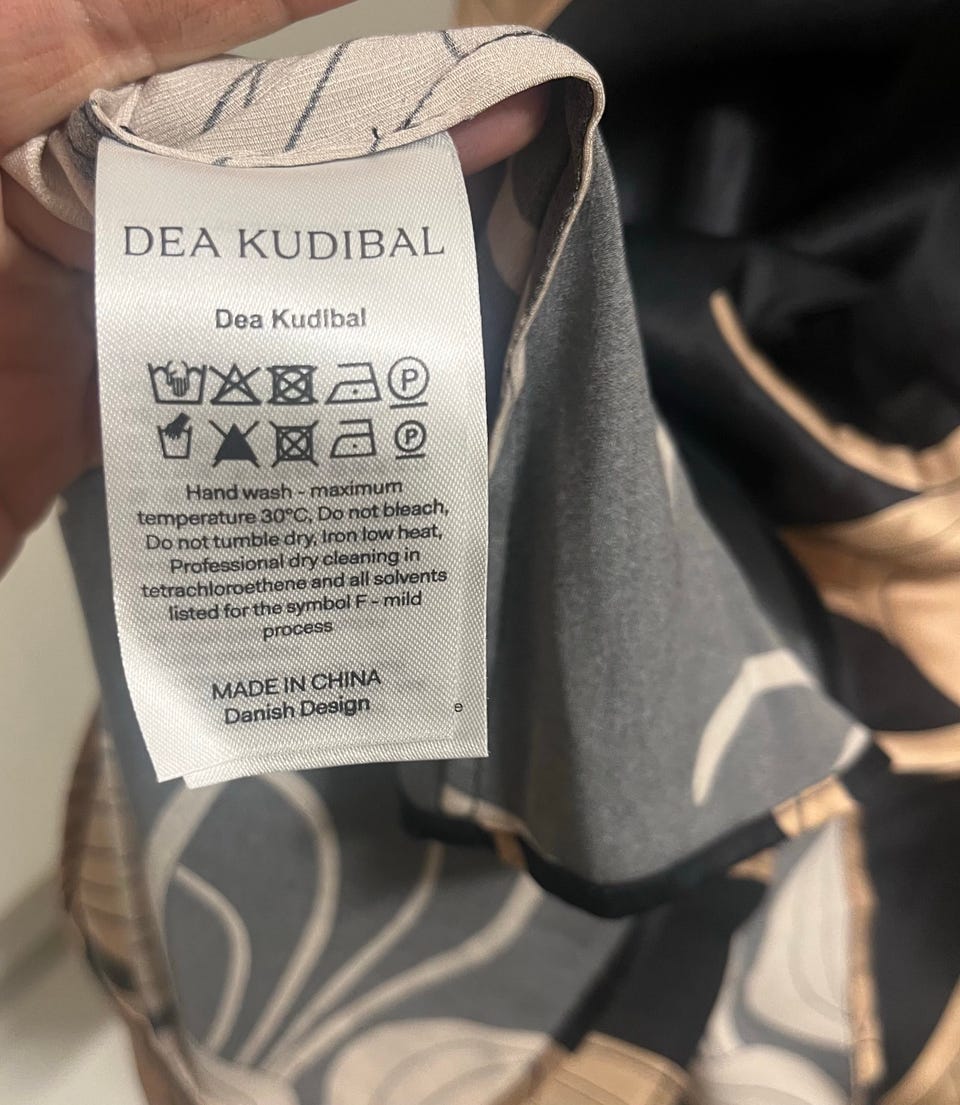 DEA KUDIBAL
Dea Kudibal
P
P
Hand wash - maximum
temperature 30°C, Do not bleach,
Do not tumble dry, Iron low heat,
Professional dry cleaning in
tetrachloroethene and all solvents
listed for the symbol F - mild
process
MADE IN CHINA
Danish Design
e